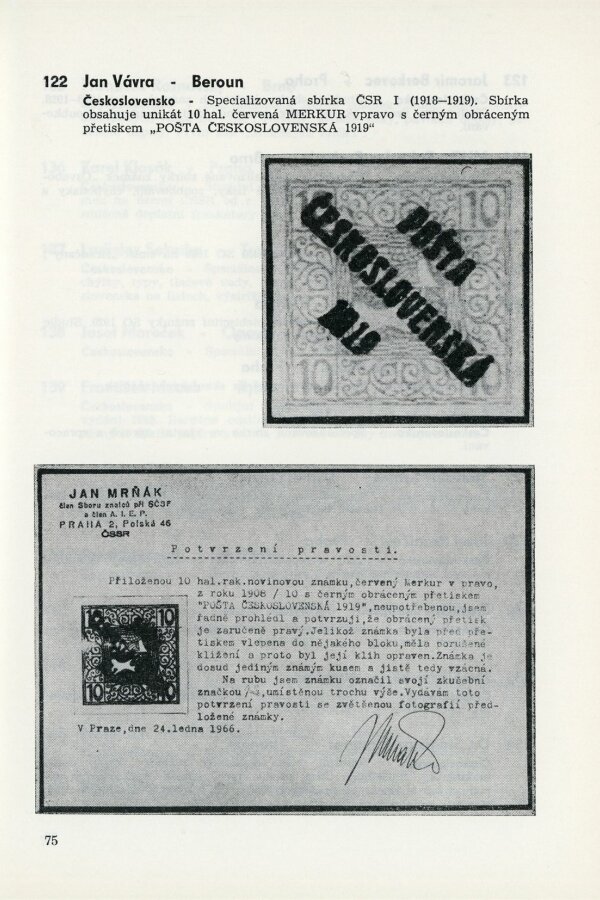 122 Jan Vávra - Beroun
Československo - Specializovaná sbírka ČSR I (1918—1919). Sbírka
obsahuje unikát 10 hal. červená MERKUR vpravo s černým obráceným
přetiskem „POŠTA ČESKOSLOVENSKÁ 1919“
10
POŠTA
ČESKOSLOVENSKÁ
1919
10 10
JAN MRŇÁK
člen Sboru znalců při SČSF
a člen A. I. E. P.
PRAHA 2, Polská 46
ČSSR
Potvrzení pravosti.
Přiloženou 10 hal.rak.novinovou známku,červený Merkur v pravo,
z roku 1908 / 10 s černým obráceným přetiskem
"POŠTA ČESKOSLOVENSKÁ 1919",neupotřebenou,jsem
řadně prohlédl a potvrzuji,že obrácený přetisk
je zaručeně pravý.Jelikož známka byla před pře-
tiskem vlepena do nějakého bloku,měla porušené
klížení a proto byl její klih opraven.Známka je
dosud jediným známým kusem a jistě tedy vzácná.
Na rubu jsem známku označil svojí zkušební
značkou umístěnou trochu výše.Vydávám toto
potvrzení pravosti se zvětšenou fotografií před-
ložené známky.
10 10
10 10
V Praze,dne 24.ledna 1966.
75